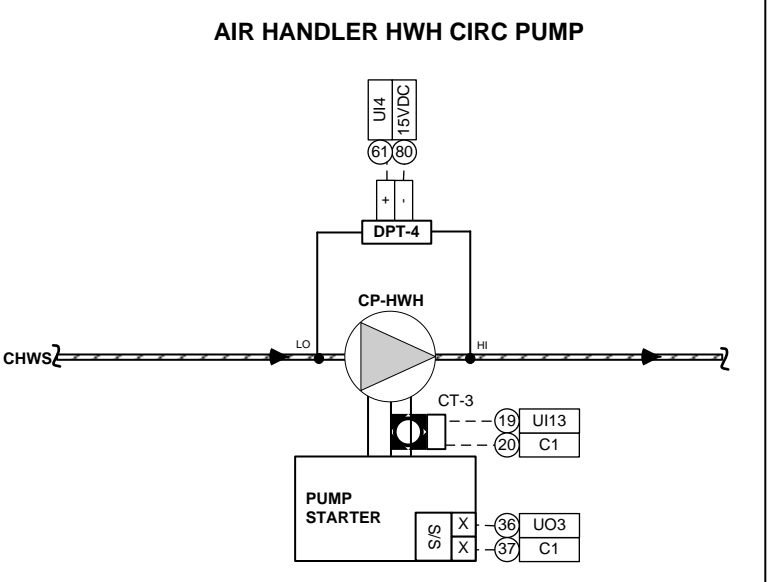 AIR HANDLER HWH CIRC PUMP
UI4
15VDC
61
80
+
-
DPT-4
CP-HWH
LO
HI
CHWS
CT-3
19
UI13
20
C1
PUMP
STARTER
S/S
X
36
UO3
X
37
C1